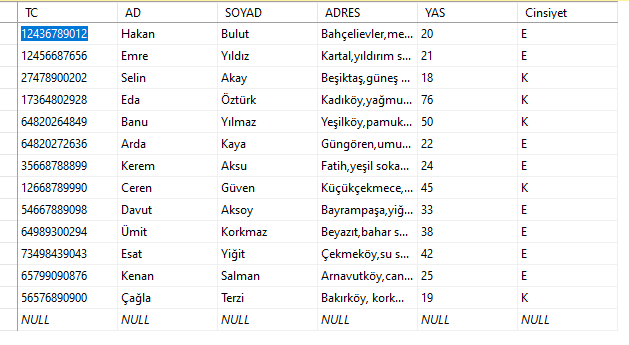 TC AD SOYAD ADRES YAS Cinsiyet
12436789012 Hakan Bulut Bahçelievler,me... 20 E
12456687656 Emre Yıldız Kartal,yıldırım s... 21 E
27478900202 Selin Akay Beşiktaş,güneş ... 18 K
17364802928 Eda Öztürk Kadıköy,yağmu... 76 K
64820264849 Banu Yılmaz Yeşilköy,pamuk... 50 K
64820272636 Arda Kaya Güngören,umu... 22 E
35668788899 Kerem Aksu Fatih,yeşil soka... 24 E
12668789990 Ceren Güven Küçükçekmece,... 45 K
54667889098 Davut Aksoy Bayrampaşa,yiğ... 33 E
64989300294 Ümit Korkmaz Beyazıt,bahar s... 38 E
73498439043 Esat Yiğit Çekmeköy,su s... 42 E
65799090876 Kenan Salman Arnavutköy,can... 25 E
56576890900 Çağla Terzi Bakırköy, kork... 19 K
NULL NULL NULL NULL NULL NULL